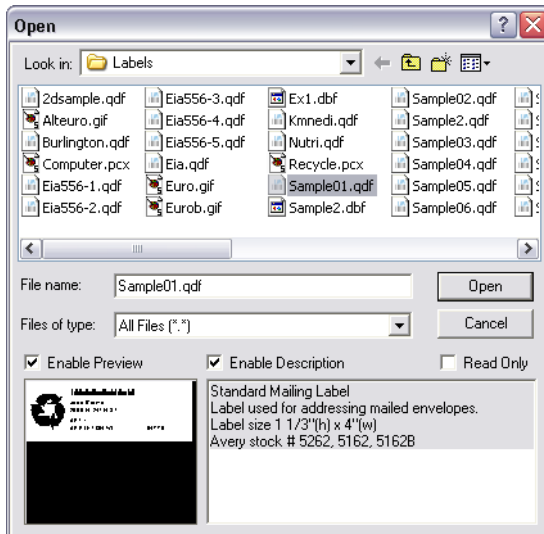 Open
Look in: Labels
2dsample.qdf
Alteuro.gif
Burlington.qdf
Computer.pcx
Eia556-1.qdf
Eia556-2.qdf
Eia556-3.qdf
Eia556-4.qdf
Eia556-5.qdf
Eia.qdf
Euro.gif
Eurob.gif
Ex1.dbf
Kmnedi.qdf
Nutri.qdf
Recycle.pcx
Sample01.qdf
Sample2.dbf
Sample02.qdf
Sample2.qdf
Sample03.qdf
Sample04.qdf
Sample05.qdf
Sample06.qdf
File name: Sample01.qdf Open
Files of type: All Files (*.*) Cancel
Enable Preview Enable Description Read Only
Standard Mailing Label
Label used for addressing mailed envelopes.
Label size 1 1/3"(h) x 4"(w)
Avery stock # 5262, 5162, 5162B